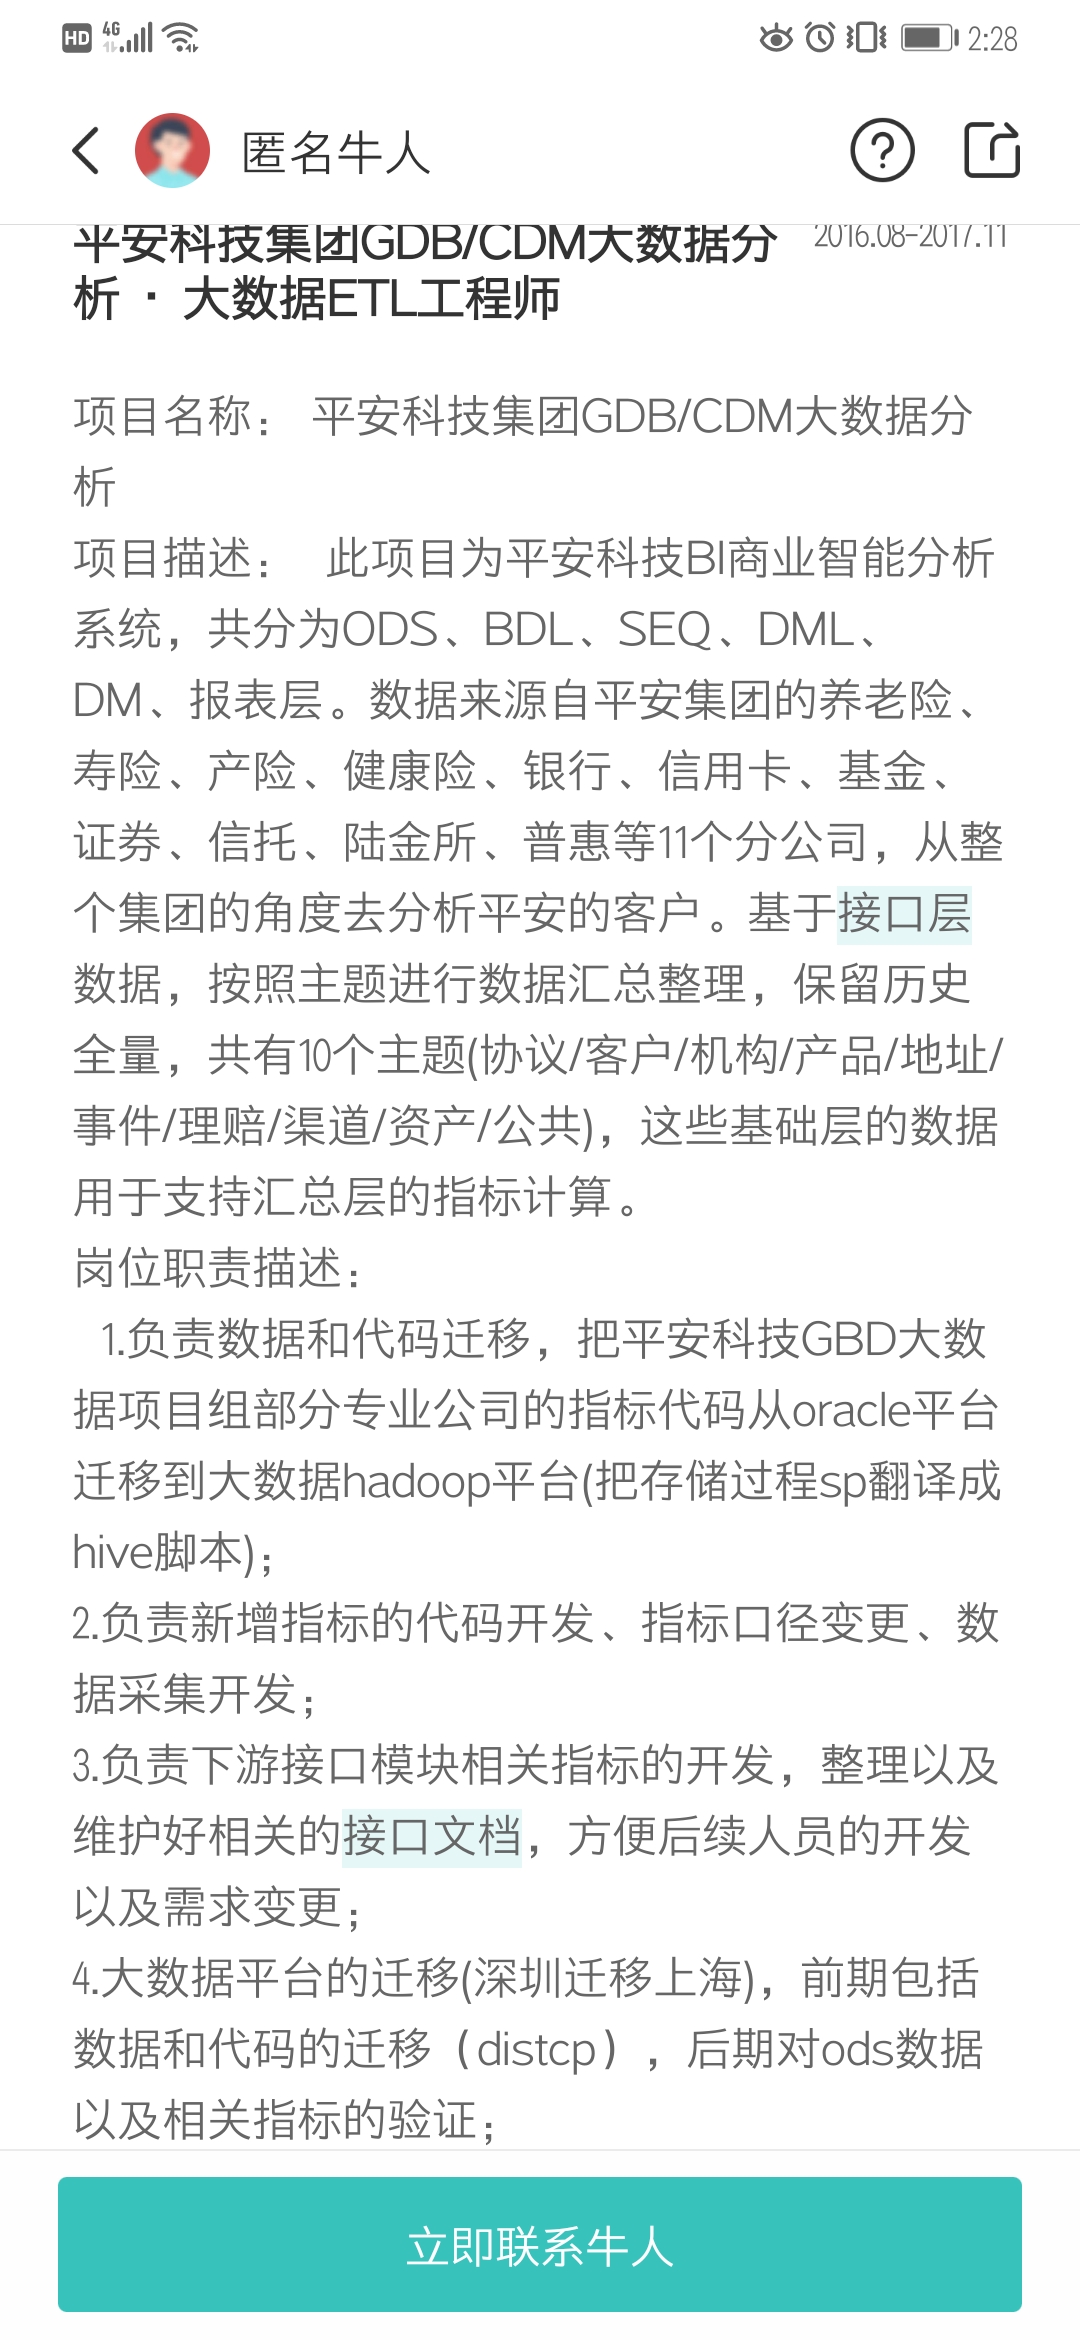 HD 4G 2:28
匿名牛人
平安科技集团GDB/CDM大数据分 2016.08-2017.11
析 · 大数据ETL工程师
项目名称： 平安科技集团GDB/CDM大数据分
析
项目描述： 此项目为平安科技BI商业智能分析
系统，共分为ODS、BDL、SEQ、DML、
DM、报表层。数据来源自平安集团的养老险、
寿险、产险、健康险、银行、信用卡、基金、
证券、信托、陆金所、普惠等11个分公司，从整
个集团的角度去分析平安的客户。基于接口层
数据，按照主题进行数据汇总整理，保留历史
全量，共有10个主题(协议/客户/机构/产品/地址/
事件/理赔/渠道/资产/公共)，这些基础层的数据
用于支持汇总层的指标计算。
岗位职责描述：
1.负责数据和代码迁移，把平安科技GBD大数
据项目组部分专业公司的指标代码从oracle平台
迁移到大数据hadoop平台(把存储过程sp翻译成
hive脚本)；
2.负责新增指标的代码开发、指标口径变更、数
据采集开发；
3.负责下游接口模块相关指标的开发，整理以及
维护好相关的接口文档，方便后续人员的开发
以及需求变更；
4.大数据平台的迁移(深圳迁移上海)，前期包括
数据和代码的迁移（distcp），后期对ods数据
以及相关指标的验证；
立即联系牛人